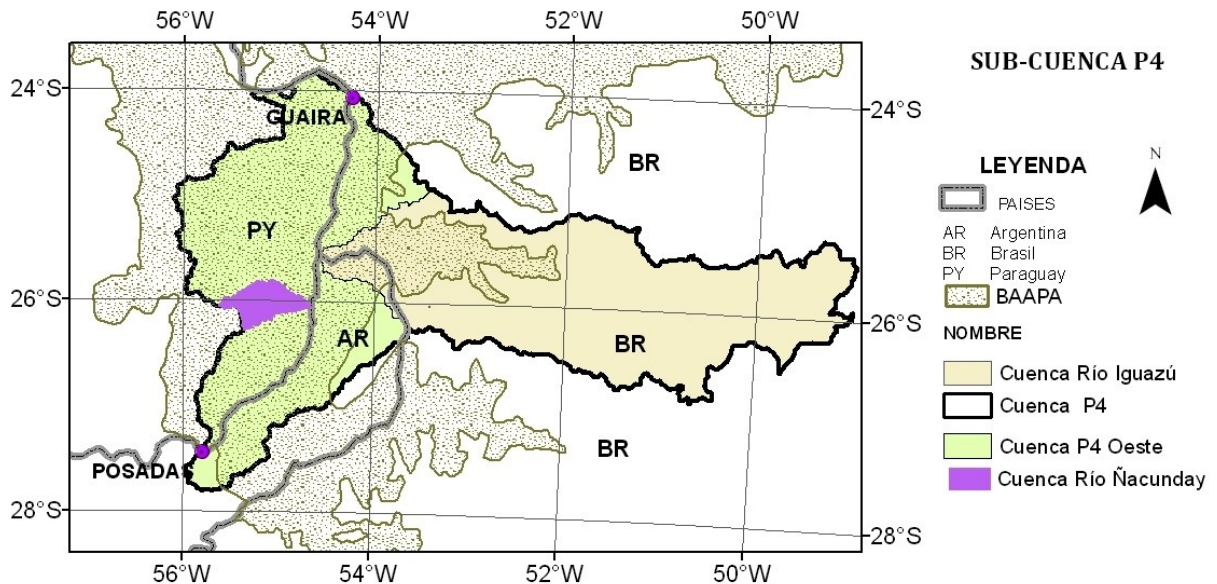 56°W 54°W 52°W 50°W
SUB-CUENCA P4
24°S
24°S
GUAIRA
BR
LEYENDA
N
PAISES
AR Argentina
BR Brasil
PY Paraguay
BAAPA
PY
26°S
26°S
AR
BR
NOMBRE
Cuenca Río Iguazú
Cuenca P4
Cuenca P4 Oeste
Cuenca Río Ñacunday
BR
POSADAS
28°S
28°S
56°W 54°W 52°W 50°W